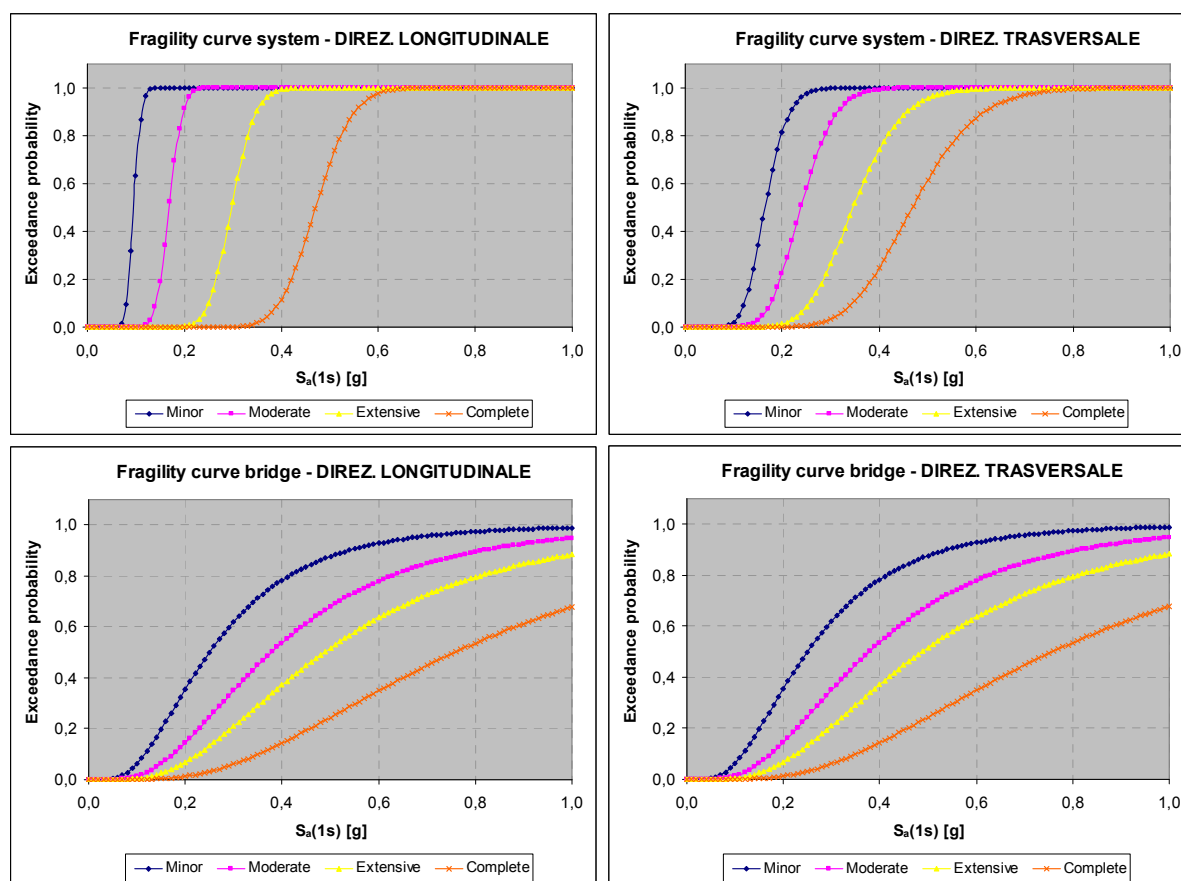 Fragility curve system - DIREZ. LONGITUDINALE
Exceedance probability
1,0
0,8
0,6
0,4
0,2
0,0
0,0 0,2 0,4 0,6 0,8 1,0
Sₐ(1s) [g]
Minor Moderate Extensive Complete
Fragility curve system - DIREZ. TRASVERSALE
Exceedance probability
1,0
0,8
0,6
0,4
0,2
0,0
0,0 0,2 0,4 0,6 0,8 1,0
Sₐ(1s) [g]
Minor Moderate Extensive Complete
Fragility curve bridge - DIREZ. LONGITUDINALE
Exceedance probability
1,0
0,8
0,6
0,4
0,2
0,0
0,0 0,2 0,4 0,6 0,8 1,0
Sₐ(1s) [g]
Minor Moderate Extensive Complete
Fragility curve bridge - DIREZ. TRASVERSALE
Exceedance probability
1,0
0,8
0,6
0,4
0,2
0,0
0,0 0,2 0,4 0,6 0,8 1,0
Sₐ(1s) [g]
Minor Moderate Extensive Complete